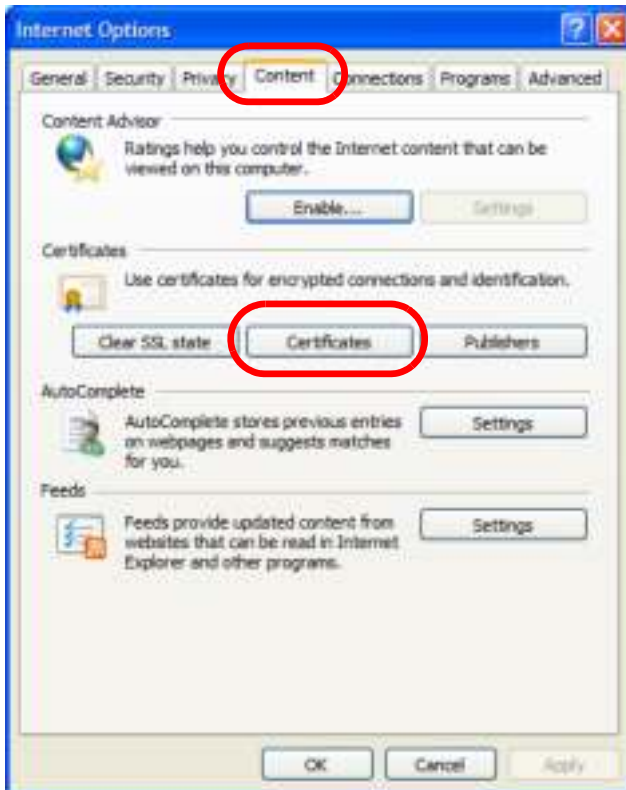 Internet Options
General Security Privacy Content Connections Programs Advanced
Content Advisor
Ratings help you control the Internet content that can be
viewed on this computer.
Enable... Settings
Certificates
Use certificates for encrypted connections and identification.
Clear SSL state Certificates Publishers
AutoComplete
AutoComplete stores previous entries
on webpages and suggests matches
for you.
Settings
Feeds
Feeds provide updated content from
websites that can be read in Internet
Explorer and other programs.
Settings
OK Cancel Apply